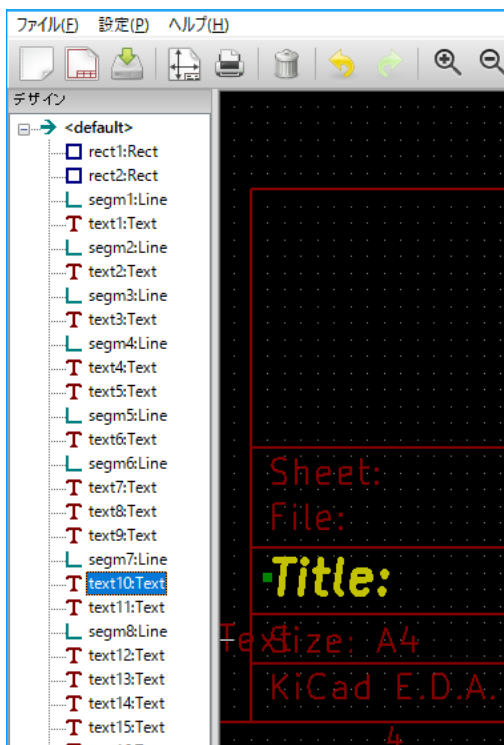 ファイル(F) 設定(P) ヘルプ(H)
デザイン
<default>
rect1:Rect
rect2:Rect
segm1:Line
text1:Text
segm2:Line
text2:Text
segm3:Line
text3:Text
segm4:Line
text4:Text
text5:Text
segm5:Line
text6:Text
segm6:Line
text7:Text
text8:Text
text9:Text
segm7:Line
text10:Text
text11:Text
segm8:Line
text12:Text
text13:Text
text14:Text
text15:Text
Sheet:
File:
Title:
Text
Size: A4
KiCad E.D.A.
4